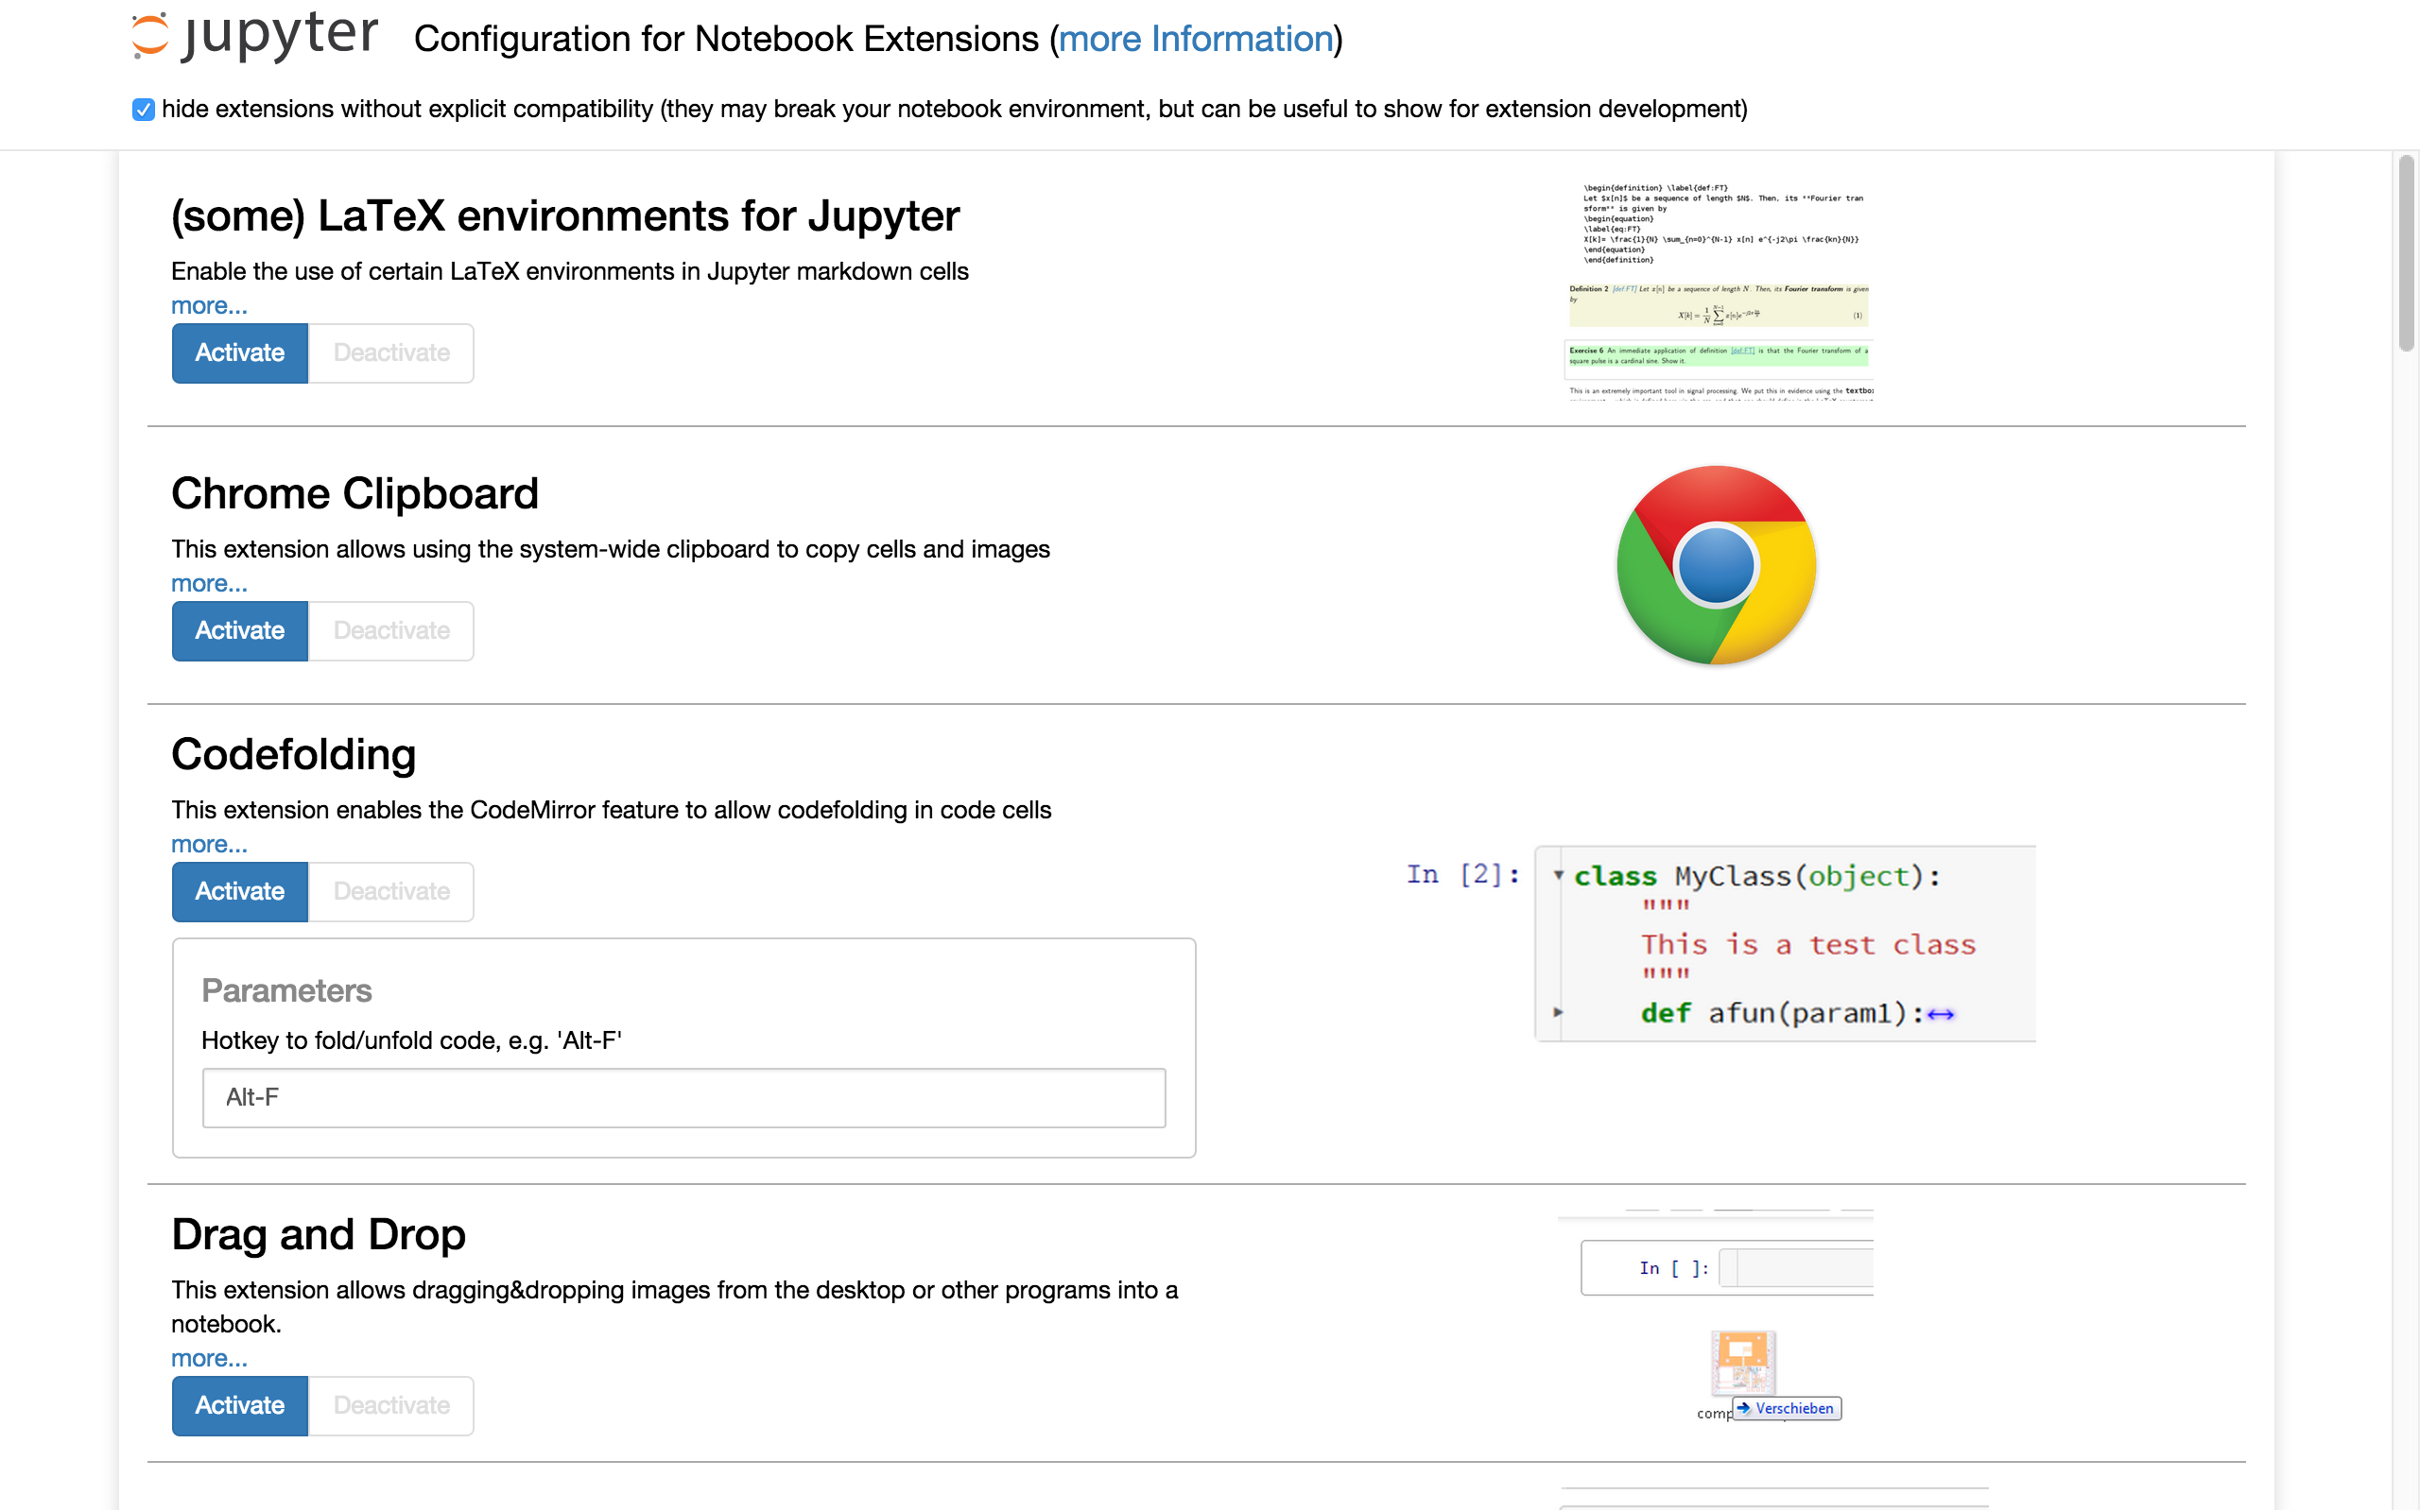 jupyter Configuration for Notebook Extensions (more Information)
hide extensions without explicit compatibility (they may break your notebook environment, but can be useful to show for extension development)
(some) LaTeX environments for Jupyter
Enable the use of certain LaTeX environments in Jupyter markdown cells
more...
Activate Deactivate
\begin{definition} \label{def:FT}
Let $x[n]$ be a sequence of length $N$. Then, its **Fourier tran
sform** is given by
\begin{equation}
\label{eq:FT}
X[k]= \frac{1}{N} \sum_{n=0}^{N-1} x[n] e^{-j2\pi \frac{kn}{N}}
\end{equation}
\end{definition}
Definition 2 [def:FT] Let x[n] be a sequence of length N. Then, its Fourier transform is given
by
(1)
Exercise 6 An immediate application of definition [def:FT] is that the Fourier transform of a
square pulse is a cardinal sine. Show it.
This is an extremely important tool in signal processing. We put this in evidence using the textbo
Chrome Clipboard
This extension allows using the system-wide clipboard to copy cells and images
more...
Activate Deactivate
Codefolding
This extension enables the CodeMirror feature to allow codefolding in code cells
more...
Activate Deactivate
Parameters
Hotkey to fold/unfold code, e.g. 'Alt-F'
Alt-F
In [2]: class MyClass(object):
"""
This is a test class
"""
def afun(param1):
Drag and Drop
This extension allows dragging&dropping images from the desktop or other programs into a
notebook.
more...
Activate Deactivate
In [ ]:
comp
Verschieben